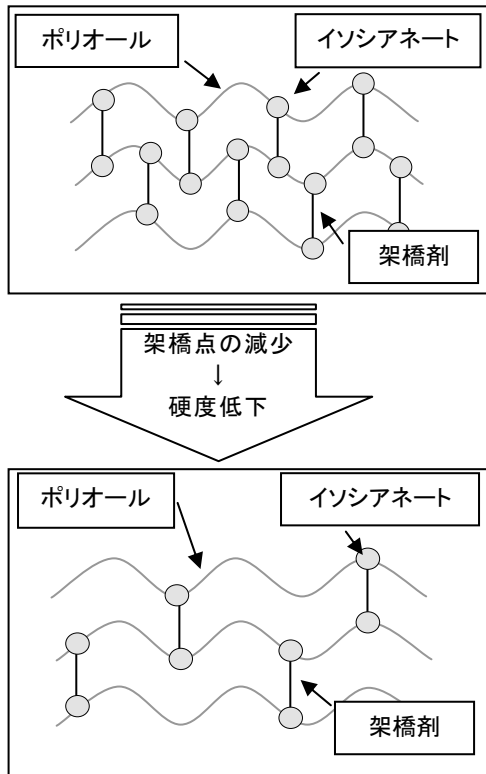 ポリオール
イソシアネート
架橋剤
架橋点の減少
↓
硬度低下
ポリオール
イソシアネート
架橋剤